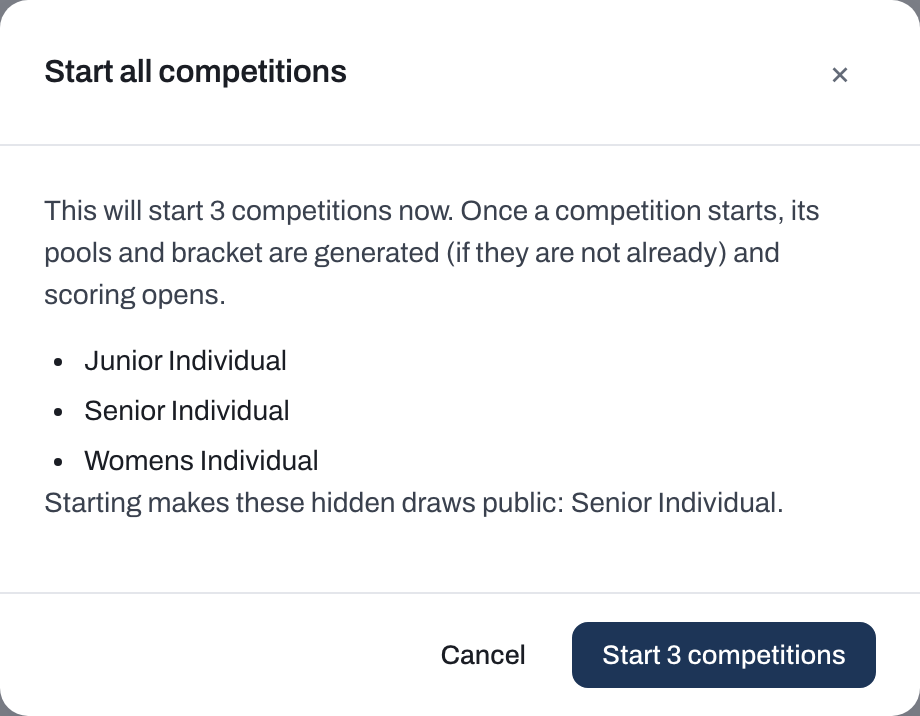 Start all competitions
×
This will start 3 competitions now. Once a competition starts, its
pools and bracket are generated (if they are not already) and
scoring opens.
• Junior Individual
• Senior Individual
• Womens Individual
Starting makes these hidden draws public: Senior Individual.
Cancel
Start 3 competitions